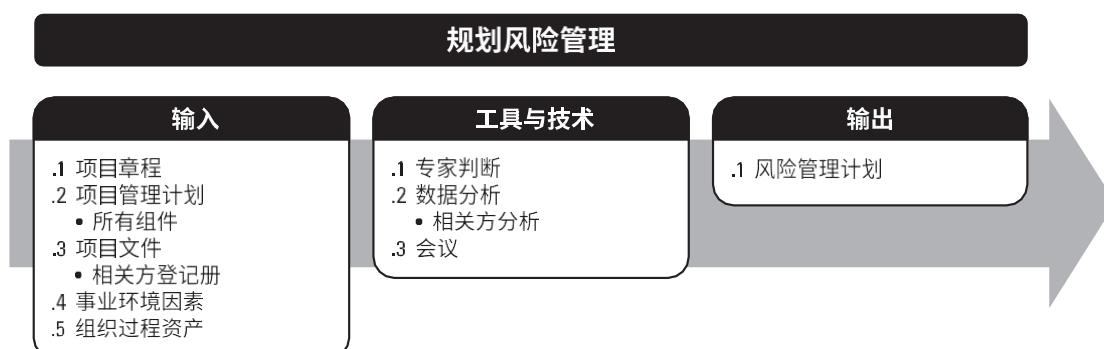 规划风险管理
输入
.1 项目章程
.2 项目管理计划
• 所有组件
.3 项目文件
• 相关方登记册
.4 事业环境因素
.5 组织过程资产
工具与技术
.1 专家判断
.2 数据分析
• 相关方分析
.3 会议
输出
.1 风险管理计划